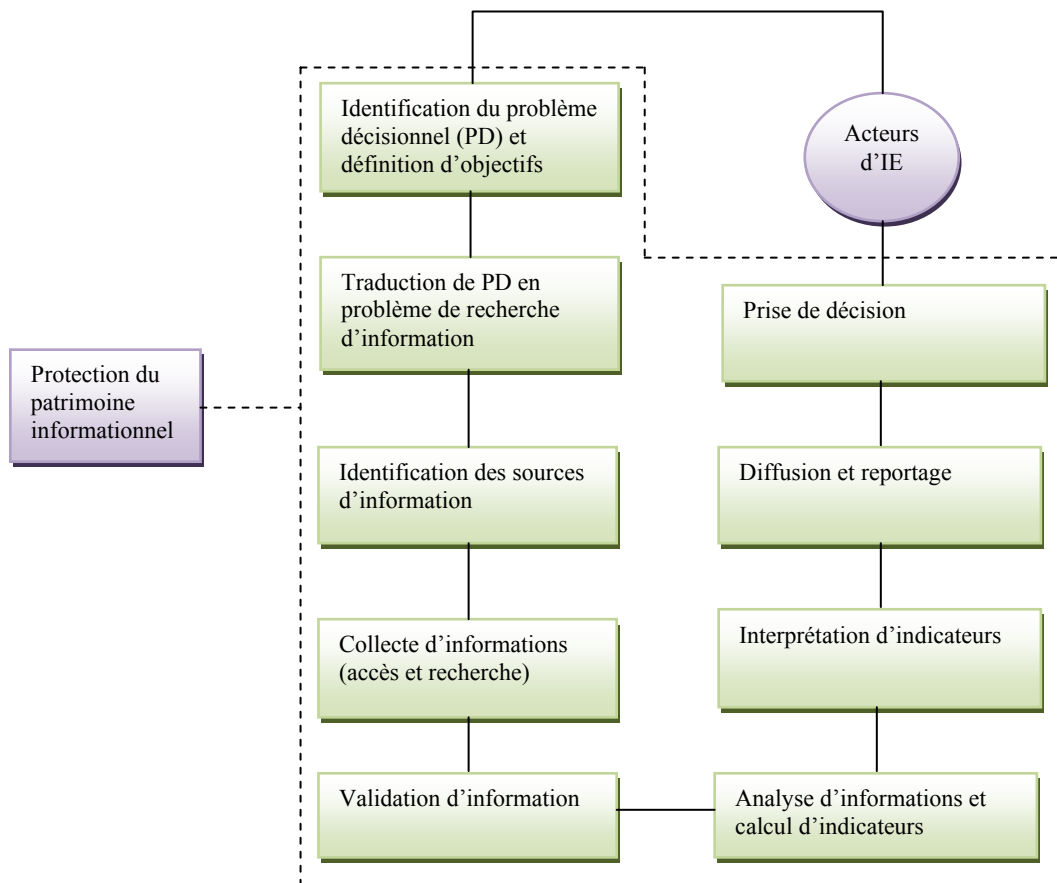 Identification du problème
décisionnel (PD) et
définition d’objectifs
Acteurs
d’IE
Traduction de PD en
problème de recherche
d’information
Prise de décision
Protection du
patrimoine
informationnel
Identification des sources
d’information
Diffusion et reportage
Collecte d’informations
(accès et recherche)
Interprétation d’indicateurs
Validation d’information
Analyse d’informations et
calcul d’indicateurs